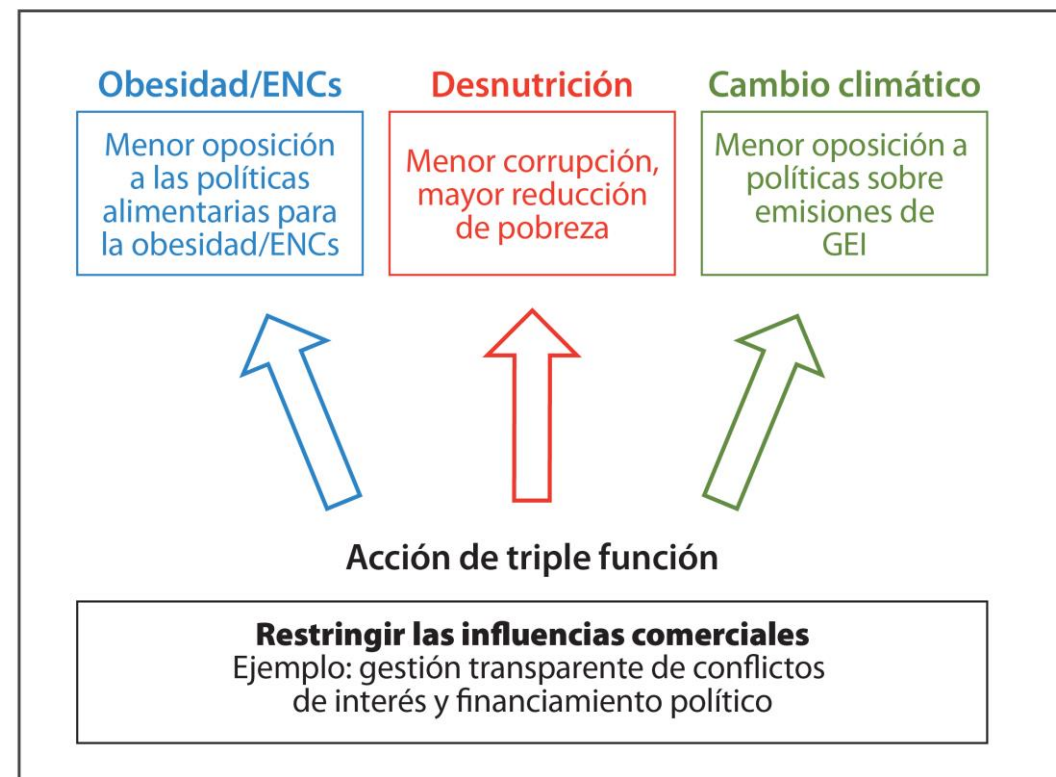 Obesidad/ENCs
Menor oposición
a las políticas
alimentarias para
la obesidad/ENCs
Desnutrición
Menor corrupción,
mayor reducción
de pobreza
Cambio climático
Menor oposición a
políticas sobre
emisiones de
GEI
Acción de triple función
Restringir las influencias comerciales
Ejemplo: gestión transparente de conflictos
de interés y financiamiento político